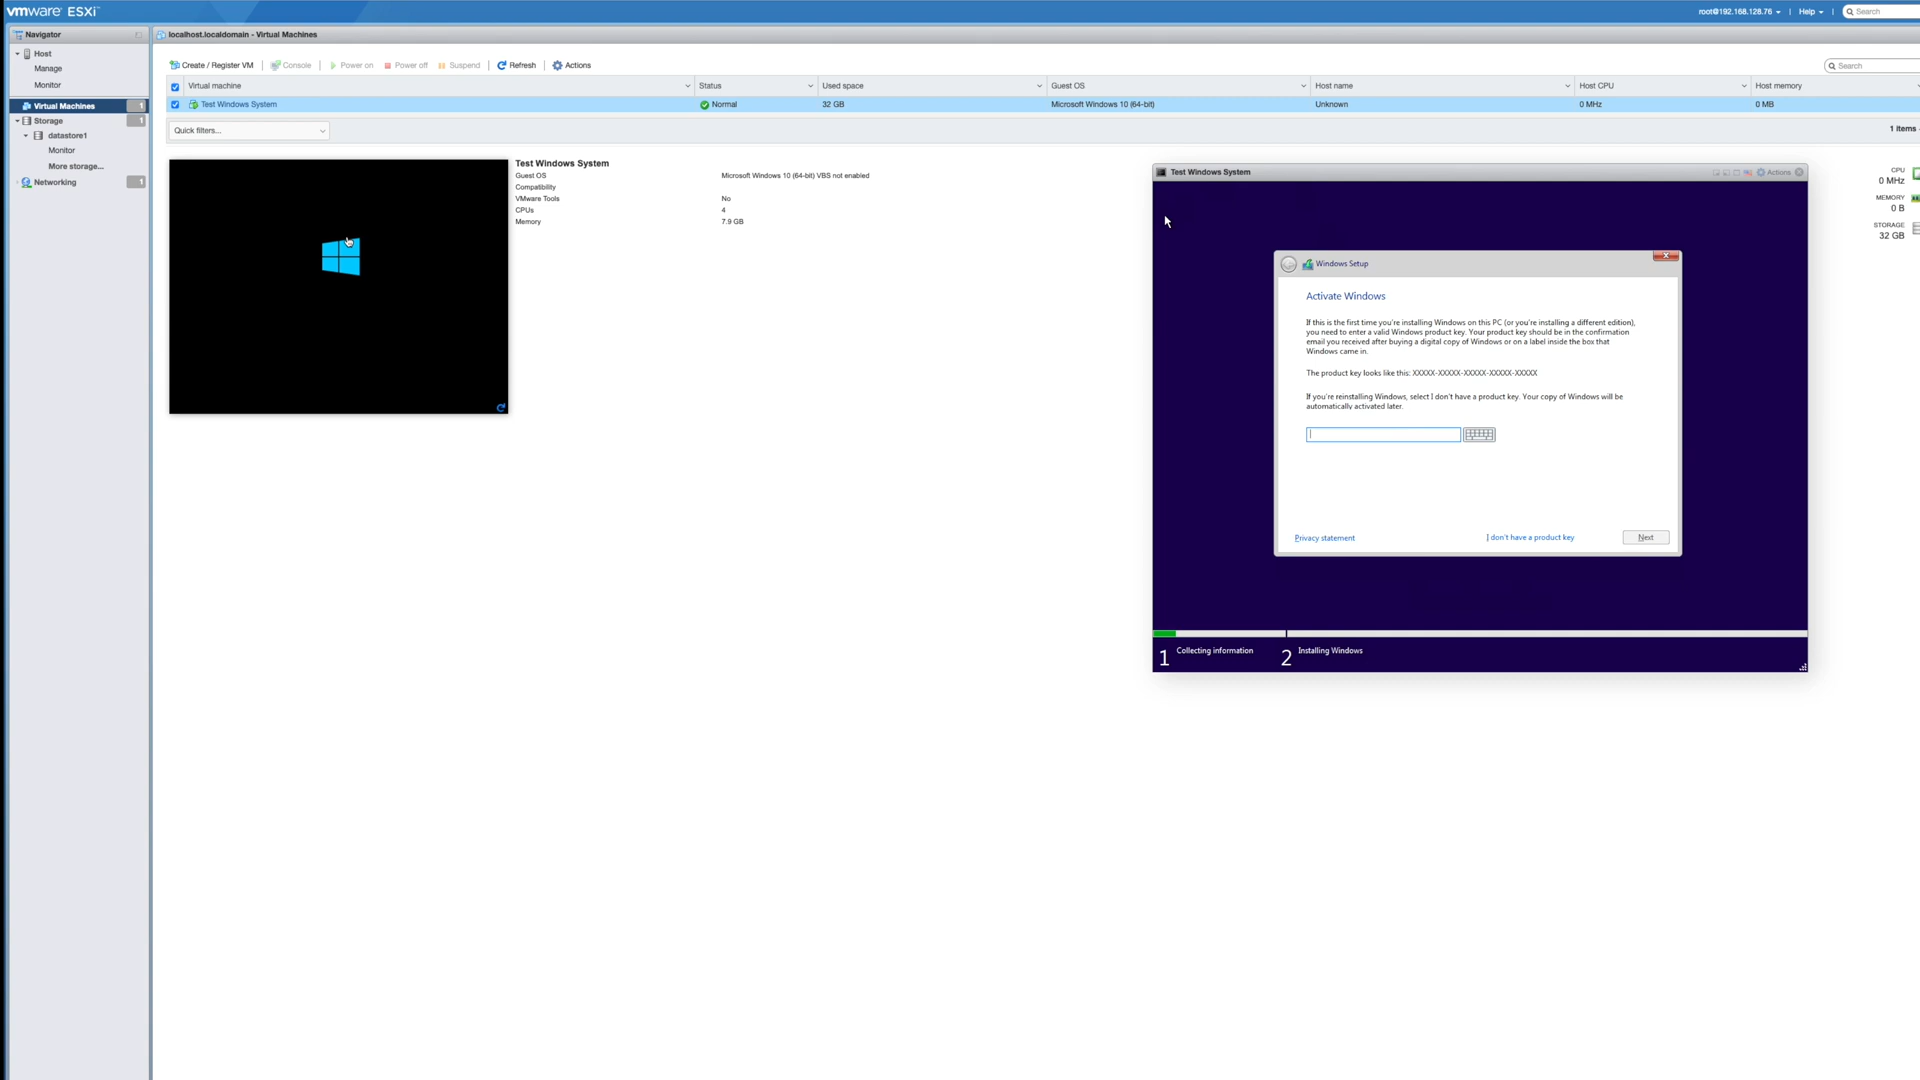 vmware ESXi™
root@192.168.128.76 | Help | Search
Navigator
localhost.localdomain - Virtual Machines
Host
Manage
Monitor
Virtual Machines 1
Storage 1
datastore1
Monitor
More storage...
Networking 1
Create / Register VM | Console | Power on Power off Suspend | Refresh | Actions
Search
Virtual machine Status Used space Guest OS Host name Host CPU Host memory
Test Windows System Normal 32 GB Microsoft Windows 10 (64-bit) Unknown 0 MHz 0 MB
Quick filters...
1 items
Test Windows System
Guest OS Microsoft Windows 10 (64-bit) VBS not enabled
Compatibility
VMware Tools No
CPUs 4
Memory 7.9 GB
CPU
0 MHz
MEMORY
0 B
STORAGE
32 GB
Test Windows System Actions
Windows Setup
Activate Windows
If this is the first time you're installing Windows on this PC (or you're installing a different edition),
you need to enter a valid Windows product key. Your product key should be in the confirmation
email you received after buying a digital copy of Windows or on a label inside the box that
Windows came in.
The product key looks like this: XXXXX-XXXXX-XXXXX-XXXXX-XXXXX
If you're reinstalling Windows, select I don't have a product key. Your copy of Windows will be
automatically activated later.
Privacy statement I don't have a product key Next
1 Collecting information 2 Installing Windows